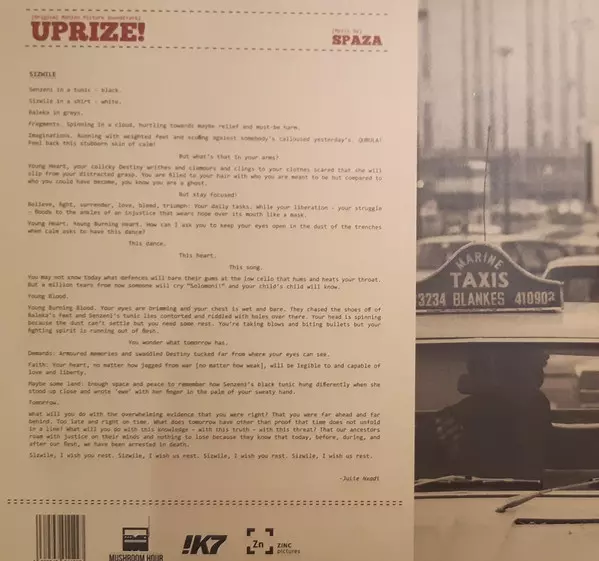 [Original Motion Picture Soundtrack]
UPRIZE!
[Music by]
SPAZA
SIZWILE
Senzeni in a tunic - black.
Sizwile in a shirt - white.
Baleka in greys.
Fragments. Spinning in a cloud, hurtling towards maybe relief and must-be harm.
Imaginations. Running with weighted feet and against somebody's calloused yesterday's. QUBULA!
Peel back this stubborn skin of calm!
But what's that in your arms?
Young Heart, your colicky Destiny writhes and clamours and clings to your clothes scared that she will
slip from your distracted grasp. You are filled to your hair with who you are meant to be but compared to
who you could have become, you know you are a ghost.
But stay focused!
Believe, fight, surrender, love, bleed, triumph: Your daily tasks. While your liberation - your struggle
- floods to the ankles of an injustice that wears hope over its mouth like a mask.
Young Heart. Young Burning Heart. How can I ask you to keep your eyes open in the dust of the trenches
when calm asks to have this dance?
This dance.
This heart.
This song.
You may not know today what defences will bare their gums at the low cello that hums and heats your throat.
But a million tears from now someone will cry "Solomon!" and your child's child will know.
Young Blood.
Young Burning Blood. Your eyes are brimming and your chest is wet and bare. They chased the shoes off of
Baleka's feet and Senzeni's tunic lies contorted and riddled with holes over there. Your head is spinning
because the dust can't settle but you need some rest. You're taking blows and biting bullets but your
fighting spirit is running out of flesh.
You wonder what tomorrow has.
Demands: Armoured memories and swaddled Destiny tucked far from where your eyes can see.
Faith: Your heart, no matter how jagged from war [no matter how weak], will be legible to and capable of
love and liberty.
Maybe some land: Enough space and peace to remember how Senzeni's black tunic hung differently when she
stood up close and wrote 'ewe' with her finger in the palm of your sweaty hand.
Tomorrow.
What will you do with the overwhelming evidence that you were right? That you were far ahead and far
behind. Too late and right on time. What does tomorrow have other than proof that time does not unfold
in a line? What will you do with this knowledge - with this truth - with this threat? That our ancestors
roam with justice on their minds and nothing to lose because they know that today, before, during, and
after our flesh, we have been arrested in death.
Sizwile, I wish you rest. Sizwile, I wish us rest. Sizwile, I wish you rest. Sizwile, I wish us rest.
-Julie Nxadi
MUSHROOM HOUR
!K7
Zn
ZINC
pictures
MARINE
TAXIS
3234 BLANKES 410902